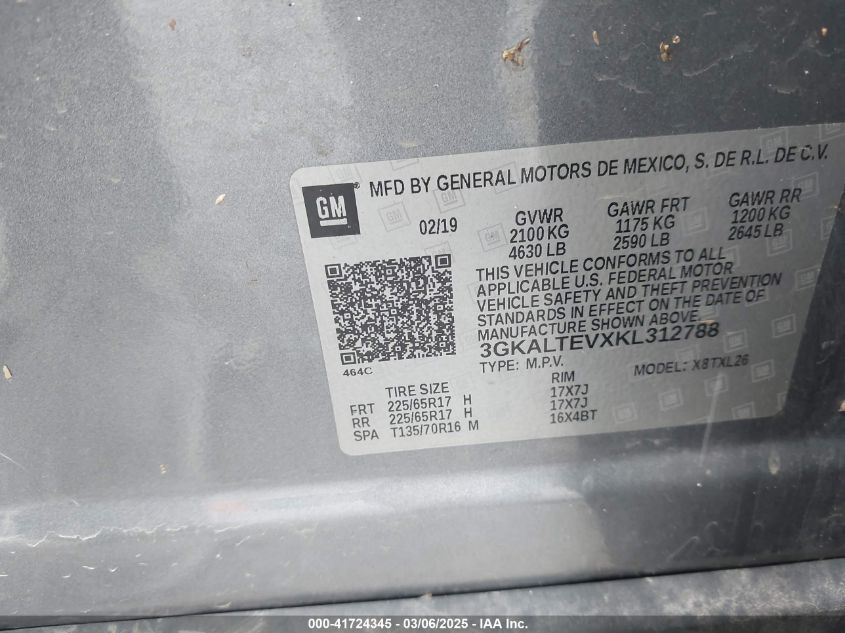 GM ®
MFD BY GENERAL MOTORS DE MEXICO, S. DE R.L. DE C.V.
02/19 GVWR GAWR FRT GAWR RR
2100 KG 1175 KG 1200 KG
4630 LB 2590 LB 2645 LB
THIS VEHICLE CONFORMS TO ALL
APPLICABLE U.S. FEDERAL MOTOR
VEHICLE SAFETY AND THEFT PREVENTION
STANDARDS IN EFFECT ON THE DATE OF
MANUFACTURE SHOWN ABOVE.
3GKALTEVXKL312788
464C
TYPE: M.P.V. MODEL: X8TXL26
TIRE SIZE RIM
FRT 225/65R17 H 17X7J
RR 225/65R17 H 17X7J
SPA T135/70R16 M 16X4BT
000-41724345 - 03/06/2025 - IAA Inc.